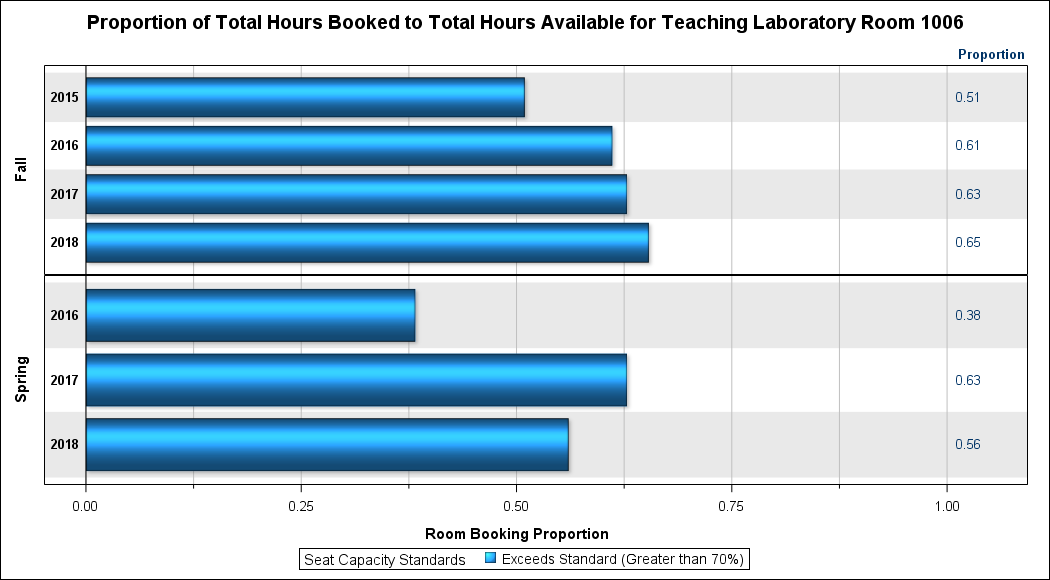 Proportion of Total Hours Booked to Total Hours Available for Teaching Laboratory Room 1006
Proportion
Fall
2015 0.51
2016 0.61
2017 0.63
2018 0.65
Spring
2016 0.38
2017 0.63
2018 0.56
0.00 0.25 0.50 0.75 1.00
Room Booking Proportion
Seat Capacity Standards Exceeds Standard (Greater than 70%)